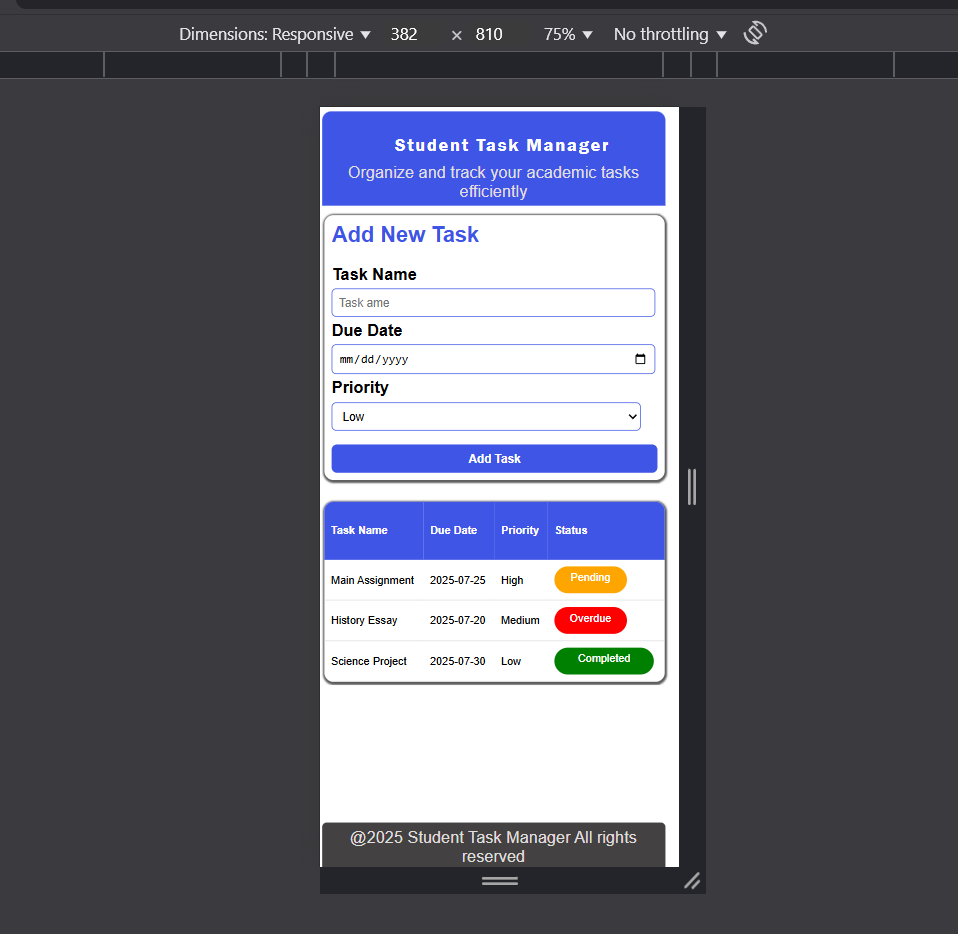 Dimensions: Responsive ▼ 382 × 810 75% ▼ No throttling ▼
Student Task Manager
Organize and track your academic tasks
efficiently
Add New Task
Task Name
Task ame
Due Date
mm/dd/yyyy
Priority
Low
Add Task
Task Name Due Date Priority Status
Main Assignment 2025-07-25 High Pending
History Essay 2025-07-20 Medium Overdue
Science Project 2025-07-30 Low Completed
@2025 Student Task Manager All rights
reserved